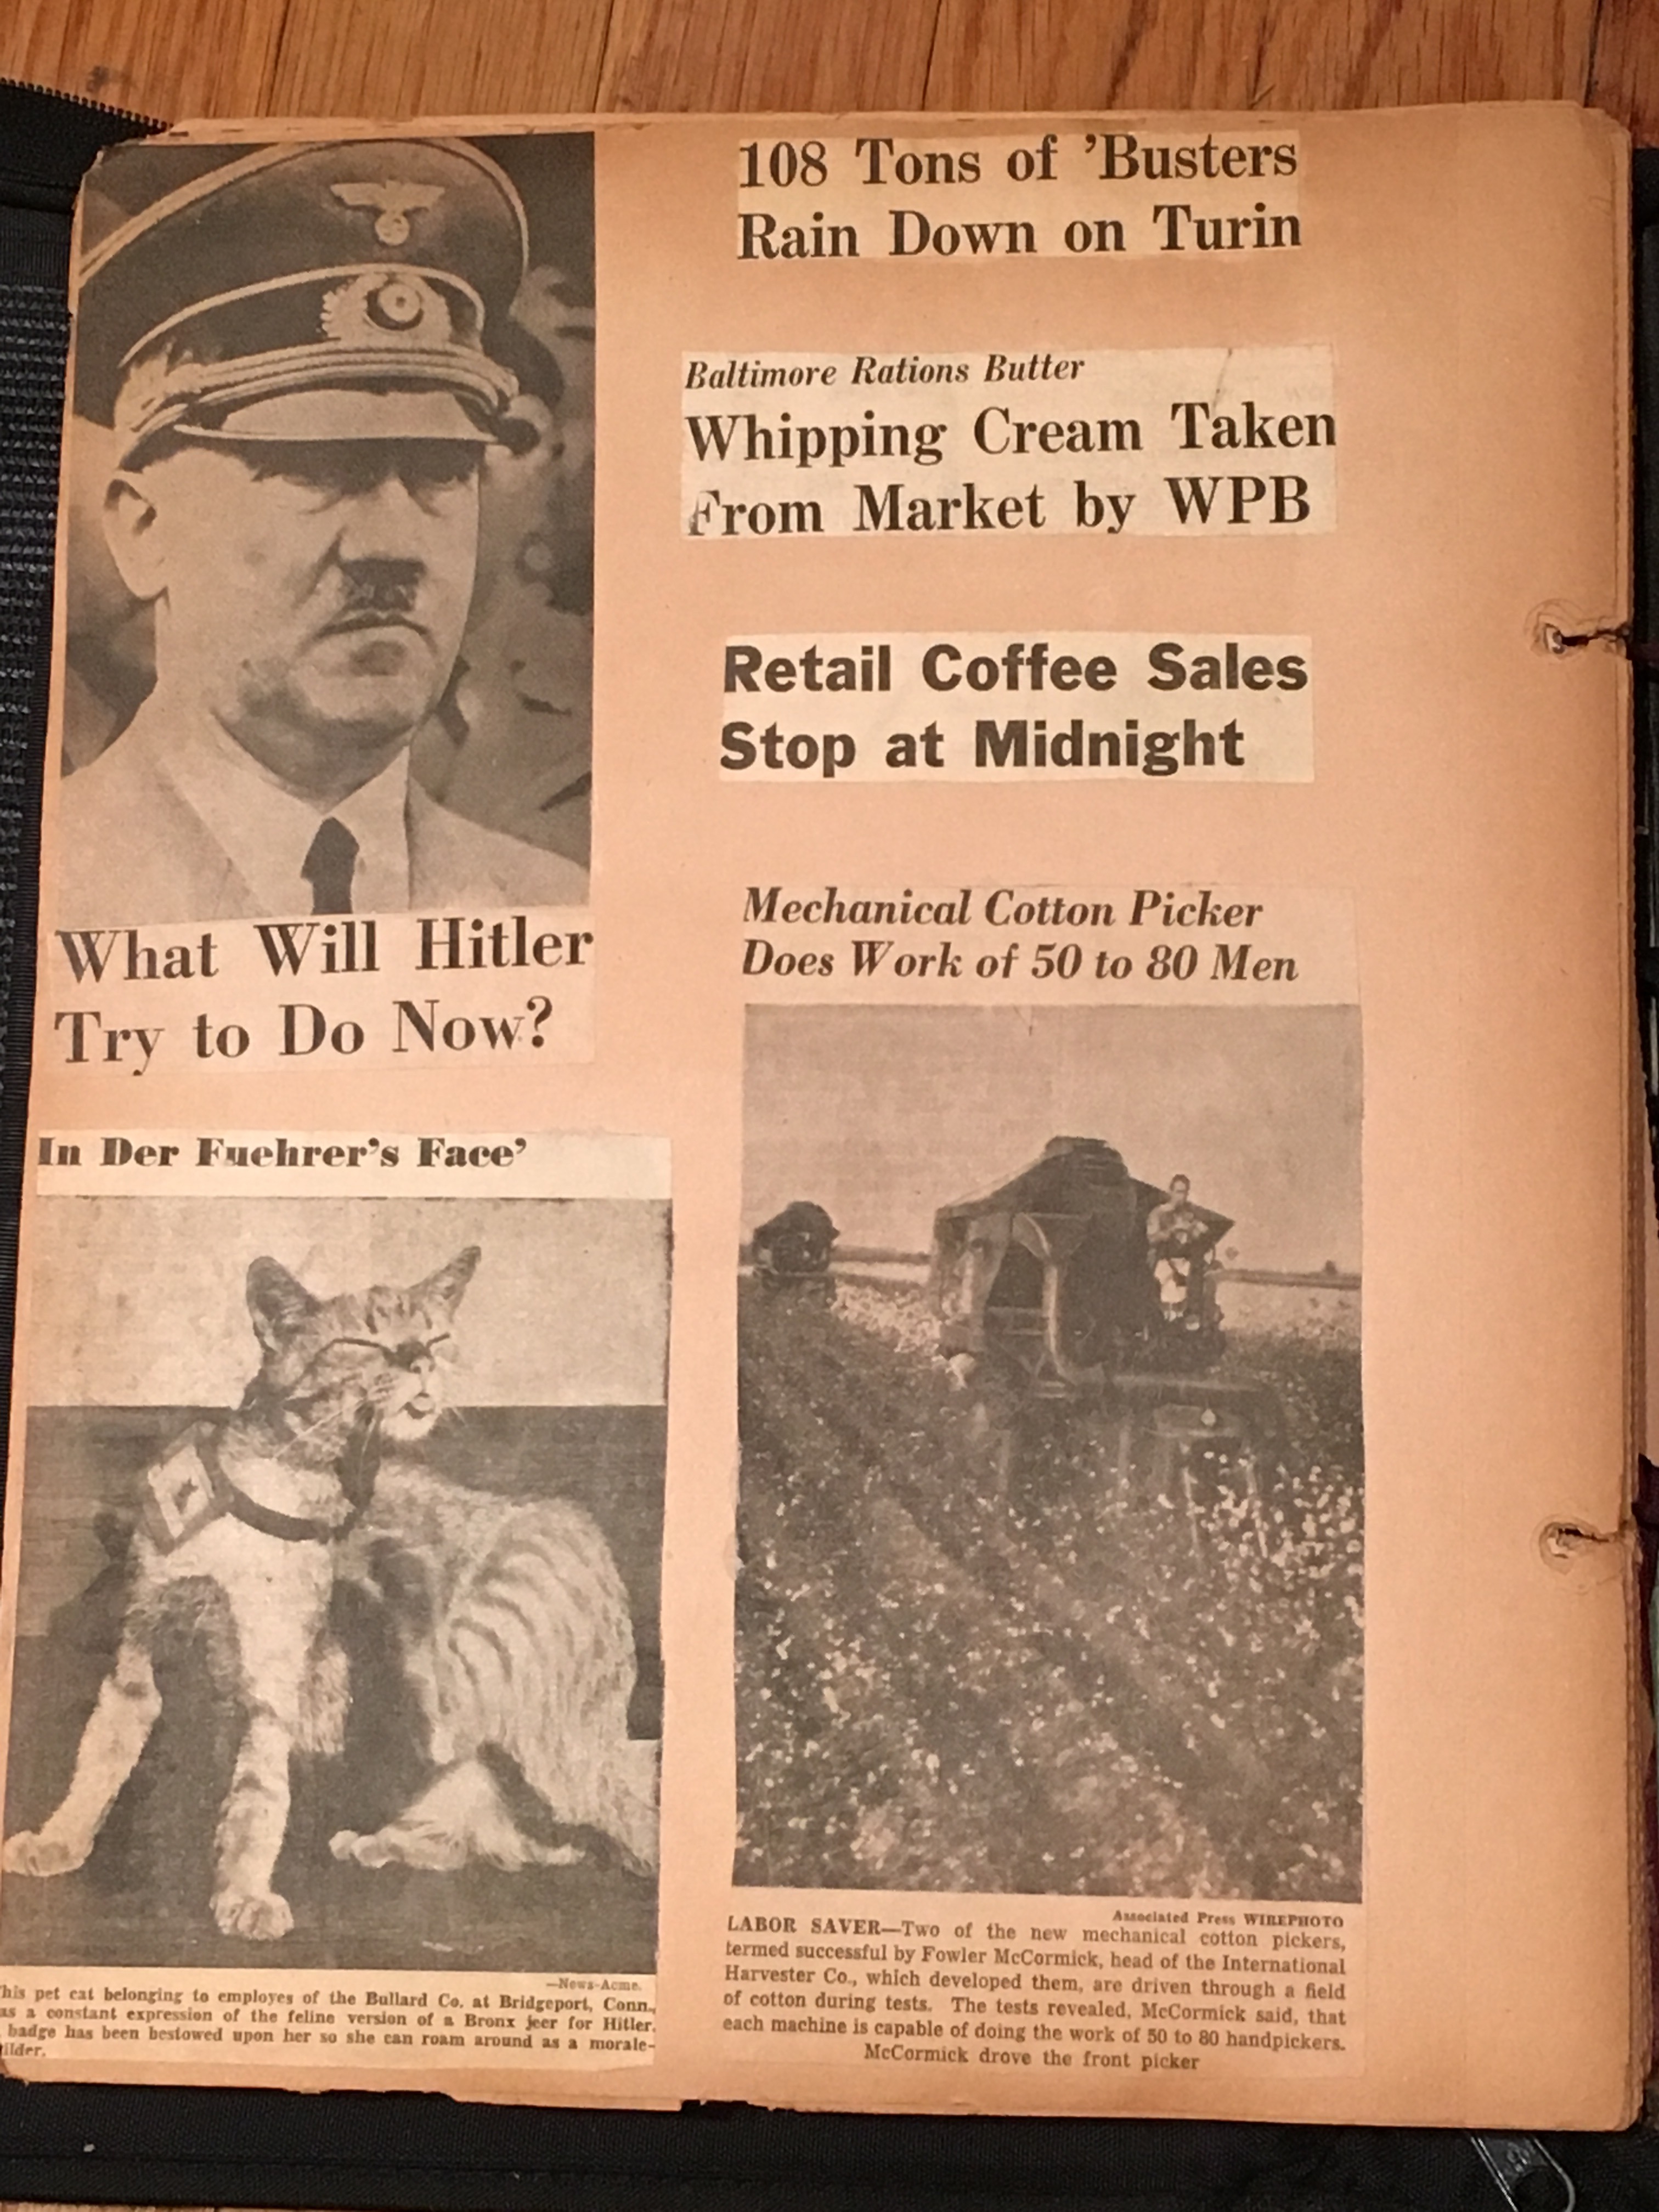 What Will Hitler
Try to Do Now?
In Der Fuehrer's Face'
—News-Acme.
his pet cat belonging to employes of the Bullard Co. at Bridgeport, Conn.,
as a constant expression of the feline version of a Bronx jeer for Hitler.
badge has been bestowed upon her so she can roam around as a morale-
ilder.
108 Tons of 'Busters
Rain Down on Turin
Baltimore Rations Butter
Whipping Cream Taken
From Market by WPB
Retail Coffee Sales
Stop at Midnight
Mechanical Cotton Picker
Does Work of 50 to 80 Men
Associated Press WIREPHOTO
LABOR SAVER—Two of the new mechanical cotton pickers,
termed successful by Fowler McCormick, head of the International
Harvester Co., which developed them, are driven through a field
of cotton during tests. The tests revealed, McCormick said, that
each machine is capable of doing the work of 50 to 80 handpickers.
McCormick drove the front picker